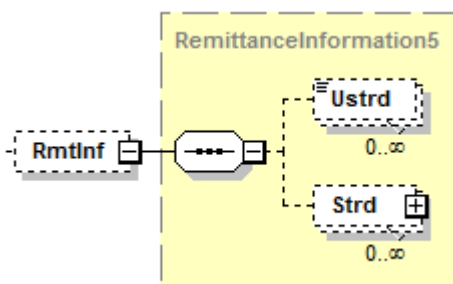 RemittanceInformation5
Ustrd
0..∞
RmtInf
Strd
0..∞